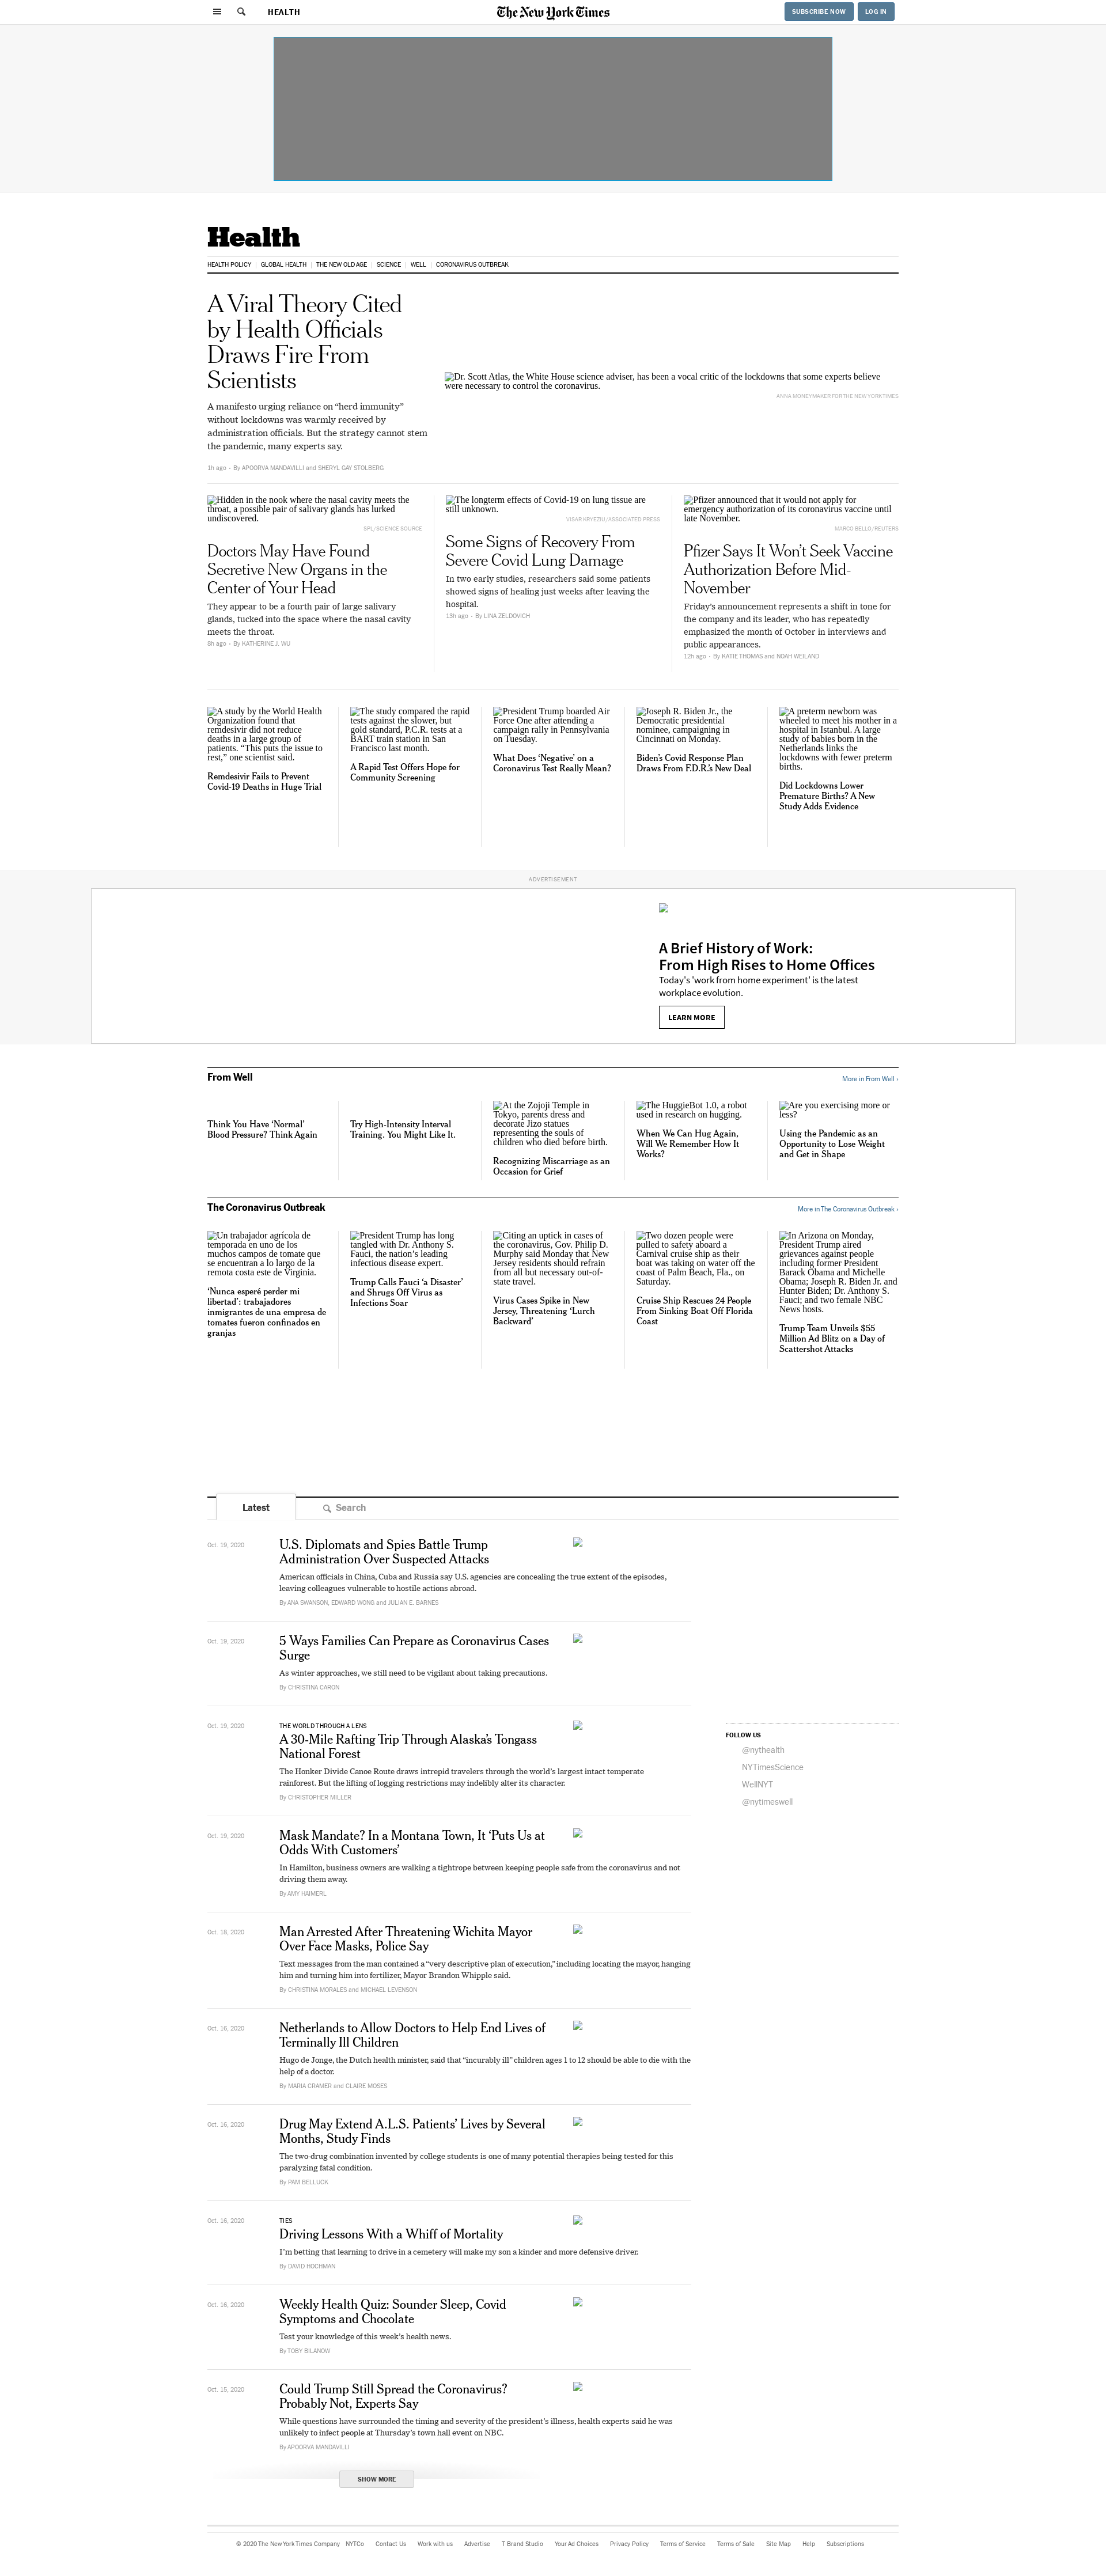 HEALTH
The New York Times
SUBSCRIBE NOW
LOG IN
Health
HEALTH POLICY
GLOBAL HEALTH
THE NEW OLD AGE
SCIENCE
WELL
CORONAVIRUS OUTBREAK
A Viral Theory Cited
by Health Officials
Draws Fire From
Scientists
A manifesto urging reliance on “herd immunity”
without lockdowns was warmly received by
administration officials. But the strategy cannot stem
the pandemic, many experts say.
1h ago • By APOORVA MANDAVILLI and SHERYL GAY STOLBERG
Dr. Scott Atlas, the White House science adviser, has been a vocal critic of the lockdowns that some experts believe
were necessary to control the coronavirus.
ANNA MONEYMAKER FOR THE NEW YORK TIMES
Hidden in the nook where the nasal cavity meets the
throat, a possible pair of salivary glands has lurked
undiscovered.
SPL/SCIENCE SOURCE
Doctors May Have Found
Secretive New Organs in the
Center of Your Head
They appear to be a fourth pair of large salivary
glands, tucked into the space where the nasal cavity
meets the throat.
8h ago • By KATHERINE J. WU
The longterm effects of Covid-19 on lung tissue are
still unknown.
VISAR KRYEZIU/ASSOCIATED PRESS
Some Signs of Recovery From
Severe Covid Lung Damage
In two early studies, researchers said some patients
showed signs of healing just weeks after leaving the
hospital.
13h ago • By LINA ZELDOVICH
Pfizer announced that it would not apply for
emergency authorization of its coronavirus vaccine until
late November.
MARCO BELLO/REUTERS
Pfizer Says It Won’t Seek Vaccine
Authorization Before Mid-
November
Friday’s announcement represents a shift in tone for
the company and its leader, who has repeatedly
emphasized the month of October in interviews and
public appearances.
12h ago • By KATIE THOMAS and NOAH WEILAND
A study by the World Health
Organization found that
remdesivir did not reduce
deaths in a large group of
patients. “This puts the issue to
rest,” one scientist said.
Remdesivir Fails to Prevent
Covid-19 Deaths in Huge Trial
The study compared the rapid
tests against the slower, but
gold standard, P.C.R. tests at a
BART train station in San
Francisco last month.
A Rapid Test Offers Hope for
Community Screening
President Trump boarded Air
Force One after attending a
campaign rally in Pennsylvania
on Tuesday.
What Does ‘Negative’ on a
Coronavirus Test Really Mean?
Joseph R. Biden Jr., the
Democratic presidential
nominee, campaigning in
Cincinnati on Monday.
Biden’s Covid Response Plan
Draws From F.D.R.’s New Deal
A preterm newborn was
wheeled to meet his mother in a
hospital in Istanbul. A large
study of babies born in the
Netherlands links the
lockdowns with fewer preterm
births.
Did Lockdowns Lower
Premature Births? A New
Study Adds Evidence
ADVERTISEMENT
A Brief History of Work:
From High Rises to Home Offices
Today's 'work from home experiment' is the latest
workplace evolution.
LEARN MORE
From Well
More in From Well ›
Think You Have ‘Normal’
Blood Pressure? Think Again
Try High-Intensity Interval
Training. You Might Like It.
At the Zojoji Temple in
Tokyo, parents dress and
decorate Jizo statues
representing the souls of
children who died before birth.
Recognizing Miscarriage as an
Occasion for Grief
The HuggieBot 1.0, a robot
used in research on hugging.
When We Can Hug Again,
Will We Remember How It
Works?
Are you exercising more or
less?
Using the Pandemic as an
Opportunity to Lose Weight
and Get in Shape
The Coronavirus Outbreak
More in The Coronavirus Outbreak ›
Un trabajador agrícola de
temporada en uno de los
muchos campos de tomate que
se encuentran a lo largo de la
remota costa este de Virginia.
‘Nunca esperé perder mi
libertad’: trabajadores
inmigrantes de una empresa de
tomates fueron confinados en
granjas
President Trump has long
tangled with Dr. Anthony S.
Fauci, the nation’s leading
infectious disease expert.
Trump Calls Fauci ‘a Disaster’
and Shrugs Off Virus as
Infections Soar
Citing an uptick in cases of
the coronavirus, Gov. Philip D.
Murphy said Monday that New
Jersey residents should refrain
from all but necessary out-of-
state travel.
Virus Cases Spike in New
Jersey, Threatening ‘Lurch
Backward’
Two dozen people were
pulled to safety aboard a
Carnival cruise ship as their
boat was taking on water off the
coast of Palm Beach, Fla., on
Saturday.
Cruise Ship Rescues 24 People
From Sinking Boat Off Florida
Coast
In Arizona on Monday,
President Trump aired
grievances against people
including former President
Barack Obama and Michelle
Obama; Joseph R. Biden Jr. and
Hunter Biden; Dr. Anthony S.
Fauci; and two female NBC
News hosts.
Trump Team Unveils $55
Million Ad Blitz on a Day of
Scattershot Attacks
Latest
Search
Oct. 19, 2020
U.S. Diplomats and Spies Battle Trump
Administration Over Suspected Attacks
American officials in China, Cuba and Russia say U.S. agencies are concealing the true extent of the episodes,
leaving colleagues vulnerable to hostile actions abroad.
By ANA SWANSON, EDWARD WONG and JULIAN E. BARNES
Oct. 19, 2020
5 Ways Families Can Prepare as Coronavirus Cases
Surge
As winter approaches, we still need to be vigilant about taking precautions.
By CHRISTINA CARON
Oct. 19, 2020
THE WORLD THROUGH A LENS
A 30-Mile Rafting Trip Through Alaska’s Tongass
National Forest
The Honker Divide Canoe Route draws intrepid travelers through the world’s largest intact temperate
rainforest. But the lifting of logging restrictions may indelibly alter its character.
By CHRISTOPHER MILLER
FOLLOW US
@nythealth
NYTimesScience
WellNYT
@nytimeswell
Oct. 19, 2020
Mask Mandate? In a Montana Town, It ‘Puts Us at
Odds With Customers’
In Hamilton, business owners are walking a tightrope between keeping people safe from the coronavirus and not
driving them away.
By AMY HAIMERL
Oct. 18, 2020
Man Arrested After Threatening Wichita Mayor
Over Face Masks, Police Say
Text messages from the man contained a “very descriptive plan of execution,” including locating the mayor, hanging
him and turning him into fertilizer, Mayor Brandon Whipple said.
By CHRISTINA MORALES and MICHAEL LEVENSON
Oct. 16, 2020
Netherlands to Allow Doctors to Help End Lives of
Terminally Ill Children
Hugo de Jonge, the Dutch health minister, said that “incurably ill” children ages 1 to 12 should be able to die with the
help of a doctor.
By MARIA CRAMER and CLAIRE MOSES
Oct. 16, 2020
Drug May Extend A.L.S. Patients’ Lives by Several
Months, Study Finds
The two-drug combination invented by college students is one of many potential therapies being tested for this
paralyzing fatal condition.
By PAM BELLUCK
Oct. 16, 2020
TIES
Driving Lessons With a Whiff of Mortality
I’m betting that learning to drive in a cemetery will make my son a kinder and more defensive driver.
By DAVID HOCHMAN
Oct. 16, 2020
Weekly Health Quiz: Sounder Sleep, Covid
Symptoms and Chocolate
Test your knowledge of this week’s health news.
By TOBY BILANOW
Oct. 15, 2020
Could Trump Still Spread the Coronavirus?
Probably Not, Experts Say
While questions have surrounded the timing and severity of the president’s illness, health experts said he was
unlikely to infect people at Thursday’s town hall event on NBC.
By APOORVA MANDAVILLI
SHOW MORE
© 2020 The New York Times Company
NYTCo
Contact Us
Work with us
Advertise
T Brand Studio
Your Ad Choices
Privacy Policy
Terms of Service
Terms of Sale
Site Map
Help
Subscriptions